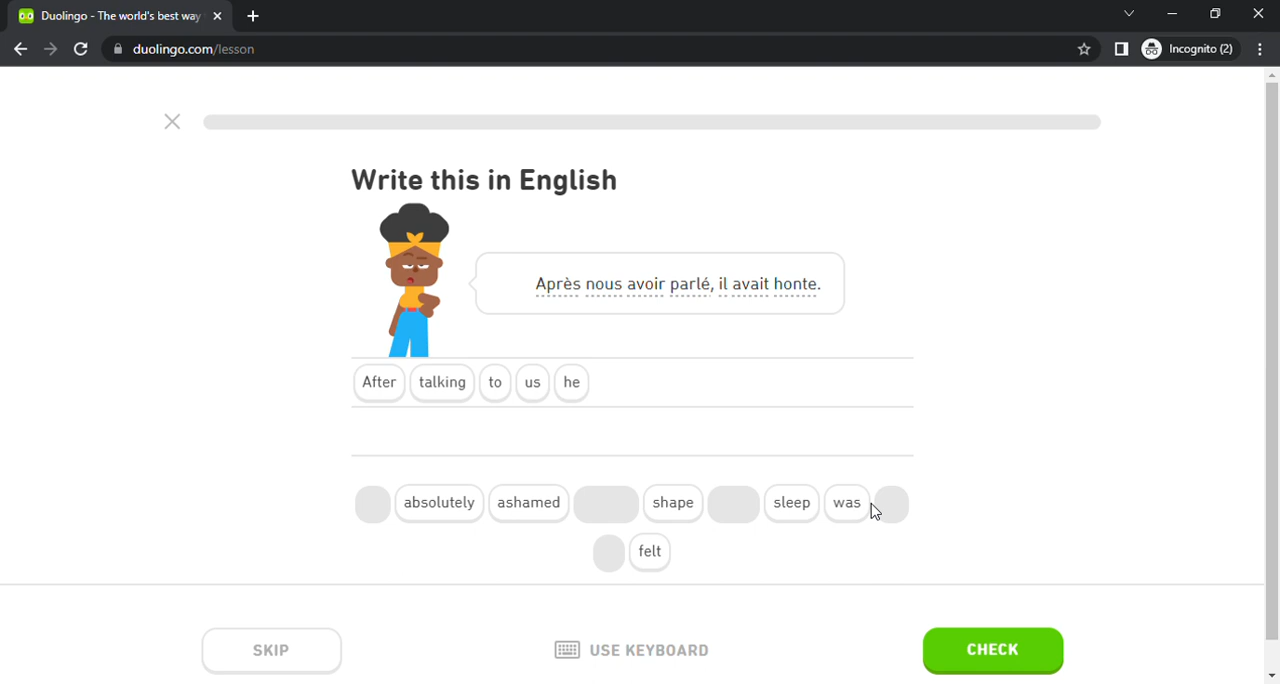 Duolingo - The world's best way
duolingo.com/lesson
Incognito (2)
Write this in English
Après nous avoir parlé, il avait honte.
After talking to us he
absolutely ashamed shape sleep was
felt
SKIP USE KEYBOARD CHECK